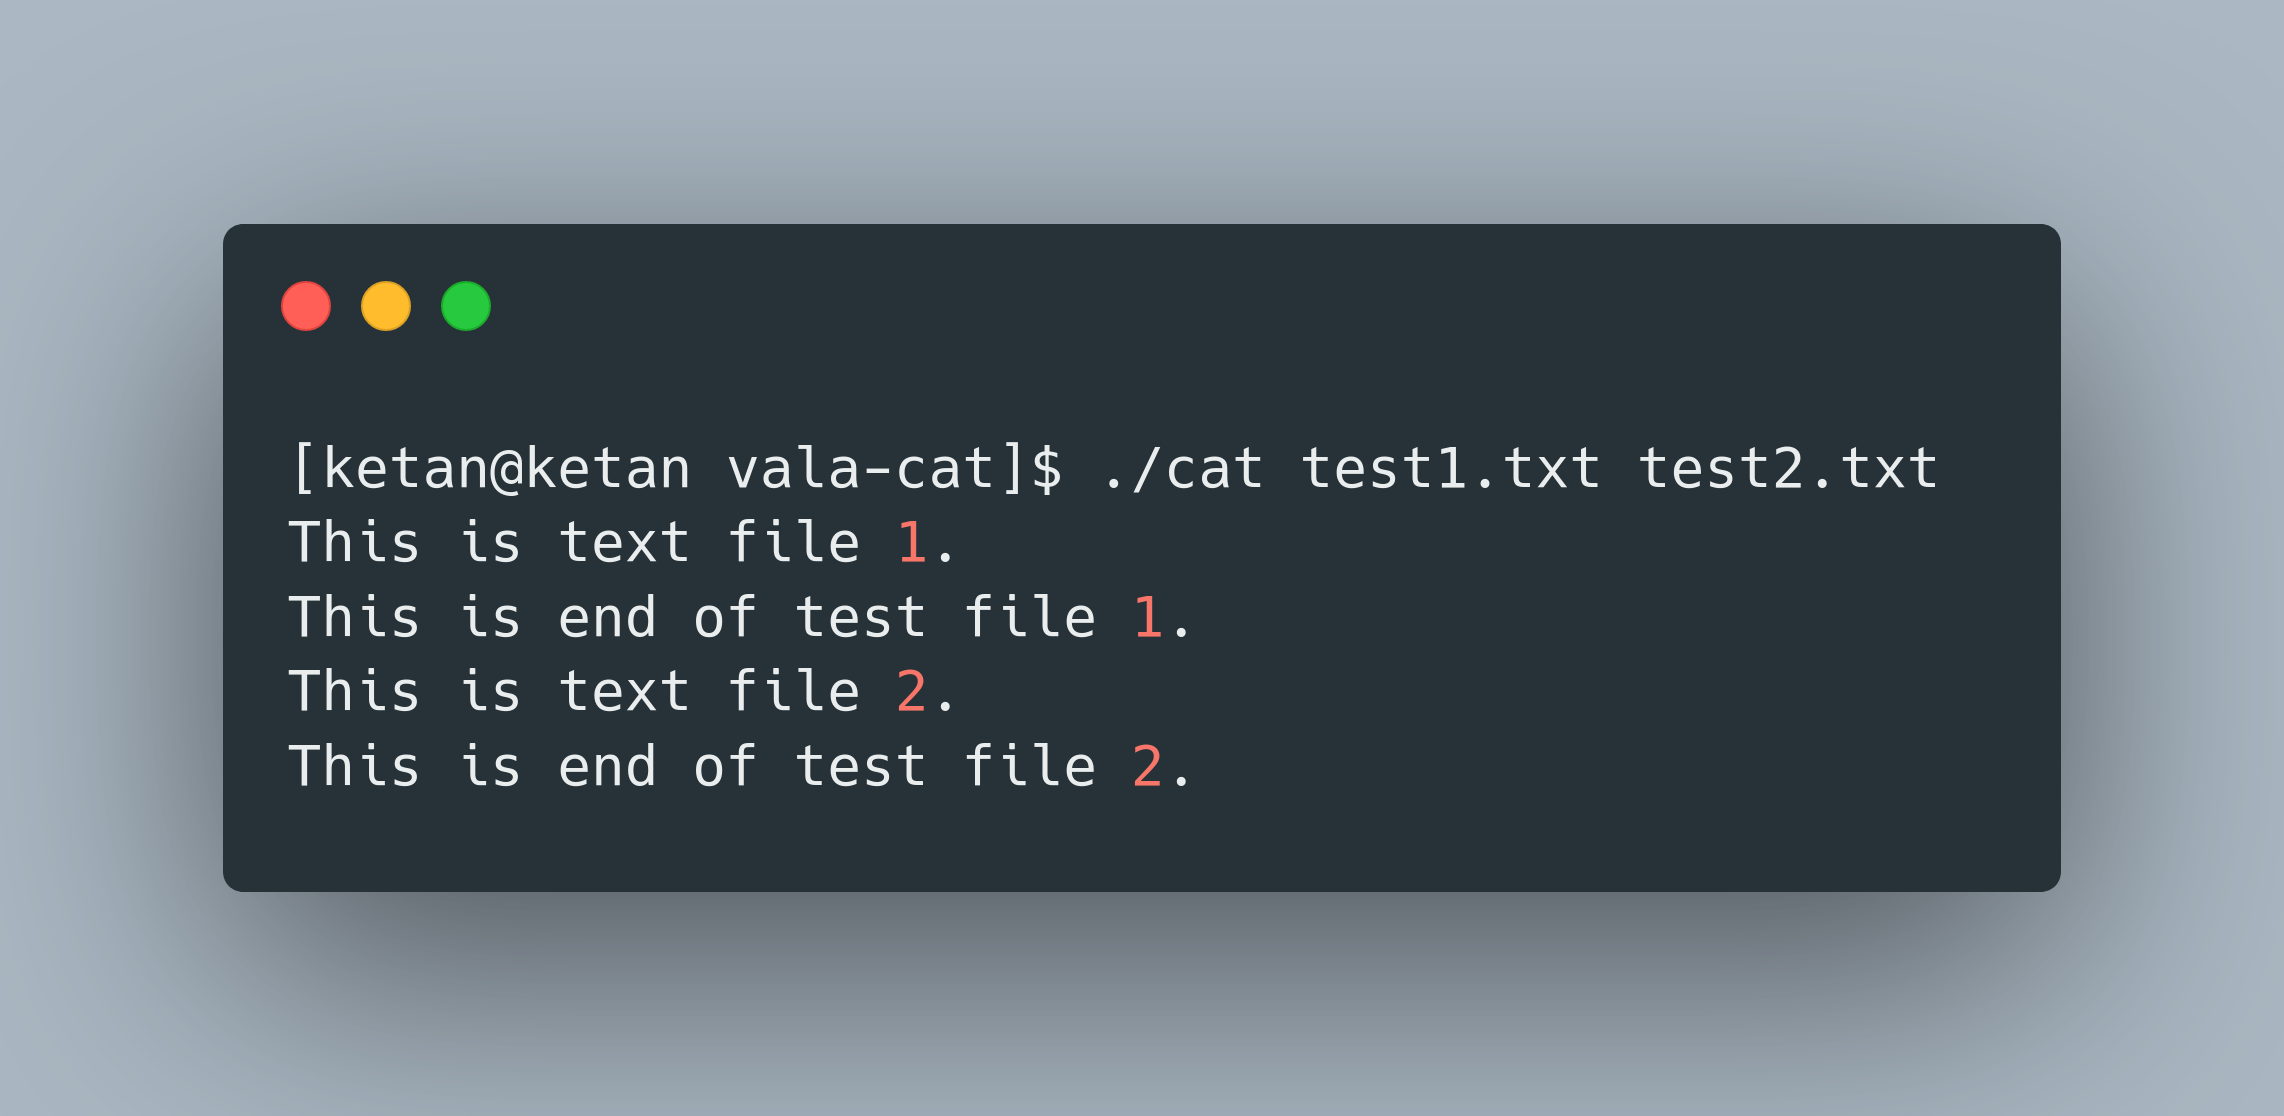 [ketan@ketan vala-cat]$ ./cat test1.txt test2.txt
This is text file 1.
This is end of test file 1.
This is text file 2.
This is end of test file 2.